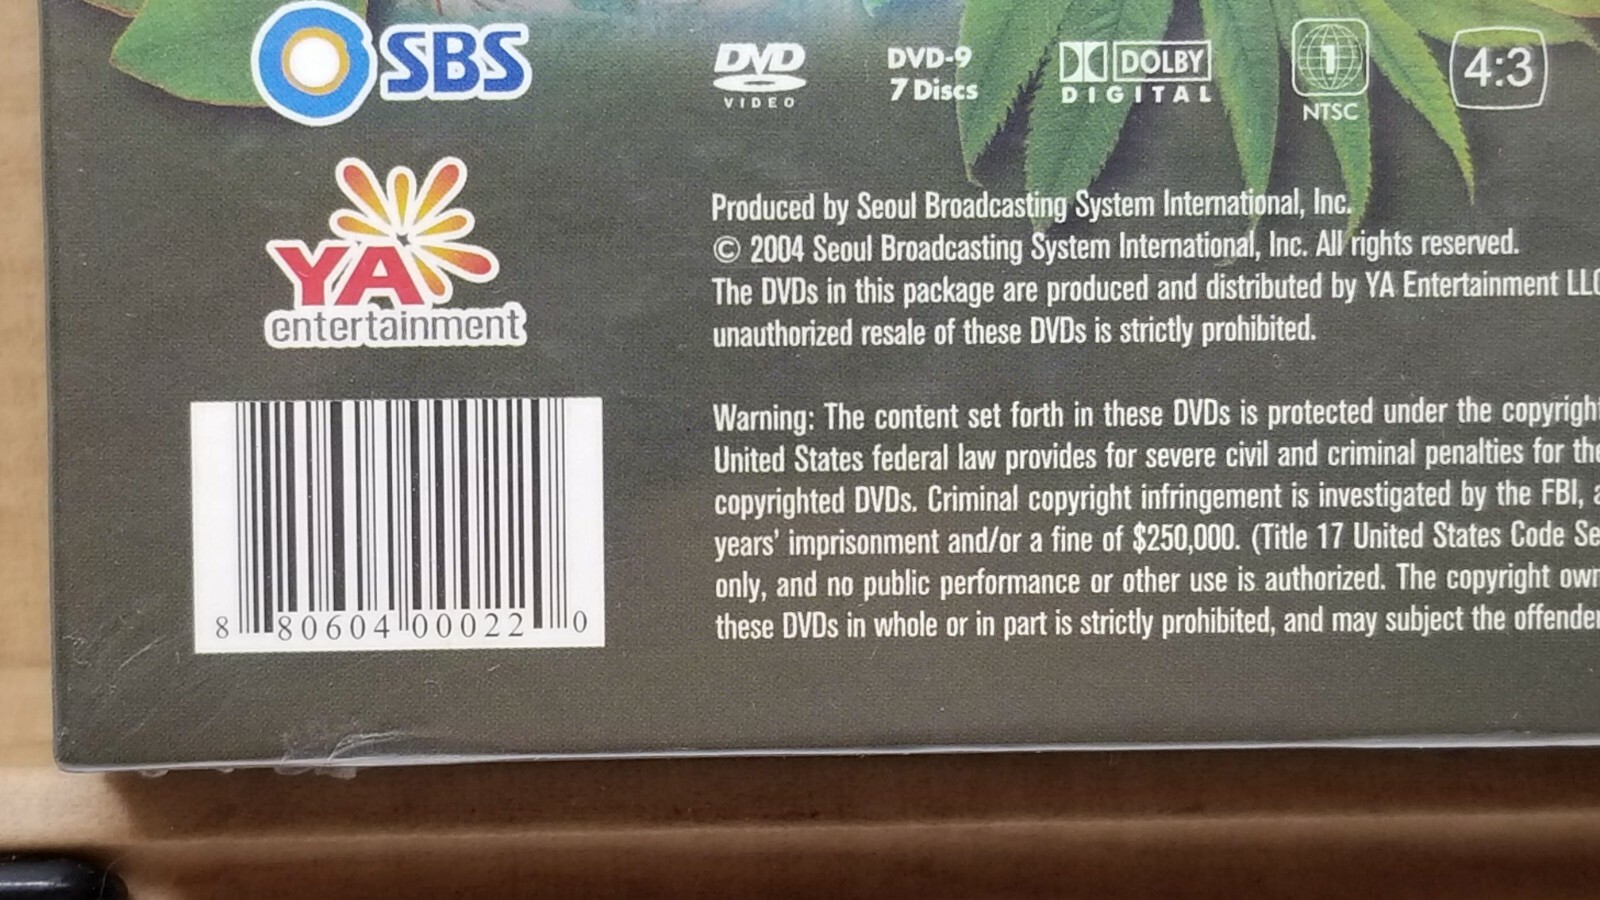 SBS
DVD
VIDEO
DVD-9
7 Discs
DOLBY
DIGITAL
1
NTSC
4:3
YA
entertainment
Produced by Seoul Broadcasting System International, Inc.
© 2004 Seoul Broadcasting System International, Inc. All rights reserved.
The DVDs in this package are produced and distributed by YA Entertainment LLC
unauthorized resale of these DVDs is strictly prohibited.
Warning: The content set forth in these DVDs is protected under the copyright
United States federal law provides for severe civil and criminal penalties for the
copyrighted DVDs. Criminal copyright infringement is investigated by the FBI, a
years' imprisonment and/or a fine of $250,000. (Title 17 United States Code Se
only, and no public performance or other use is authorized. The copyright own
these DVDs in whole or in part is strictly prohibited, and may subject the offender
8 80604 00022 0